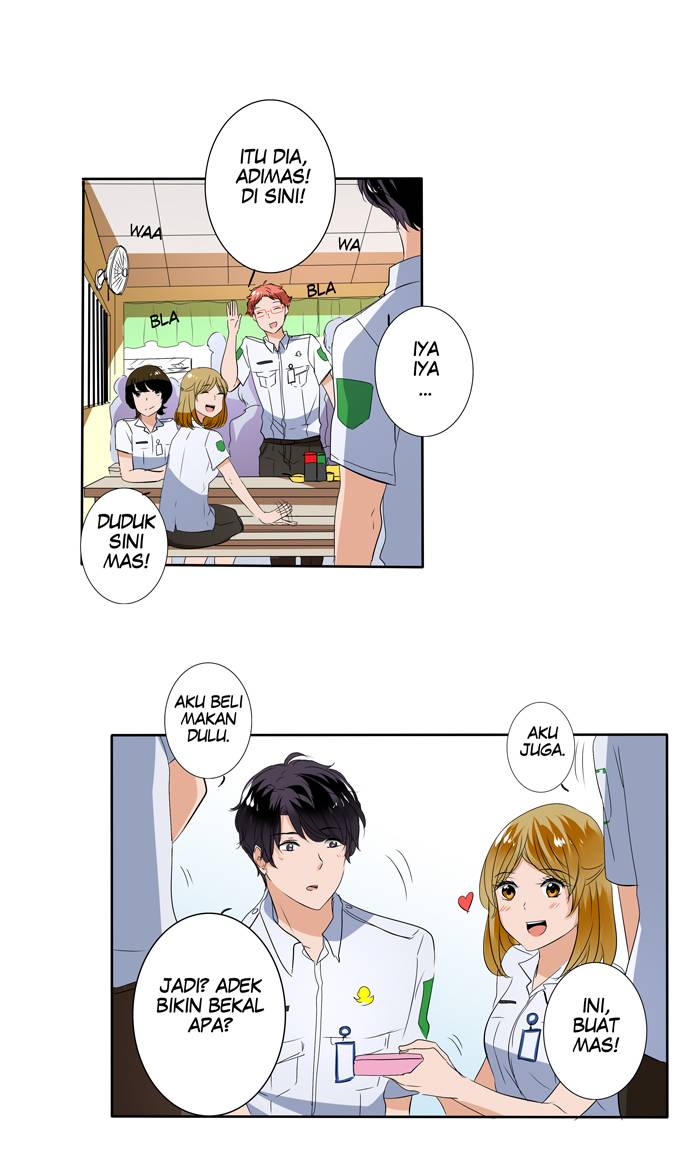 ITU DIA,
ADIMAS!
DI SINI!
WAA
WA
BLA
BLA
IYA
IYA
...
DUDUK
SINI
MAS!
AKU BELI
MAKAN
DULU.
AKU
JUGA.
JADI? ADEK
BIKIN BEKAL
APA?
INI,
BUAT
MAS!